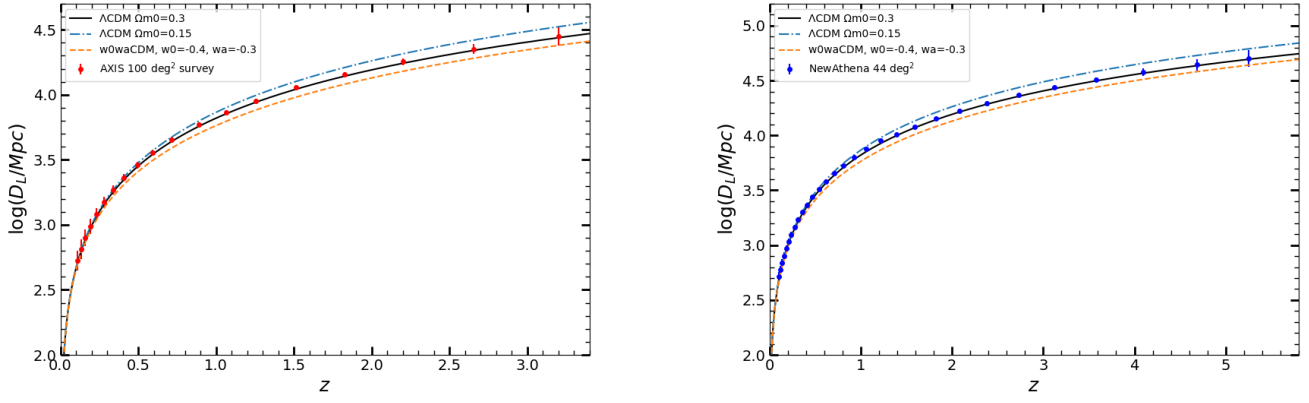 ΛCDM Ωm0=0.3
ΛCDM Ωm0=0.15
w0waCDM, w0=-0.4, wa=-0.3
AXIS 100 deg²  survey
4.5
4.0
3.5
3.0
2.5
2.0
log(D_L/Mpc)
0.0 0.5 1.0 1.5 2.0 2.5 3.0
z
ΛCDM Ωm0=0.3
ΛCDM Ωm0=0.15
w0waCDM, w0=-0.4, wa=-0.3
NewAthena 44 deg²
5.0
4.5
4.0
3.5
3.0
2.5
2.0
log(D_L/Mpc)
0 1 2 3 4 5
z